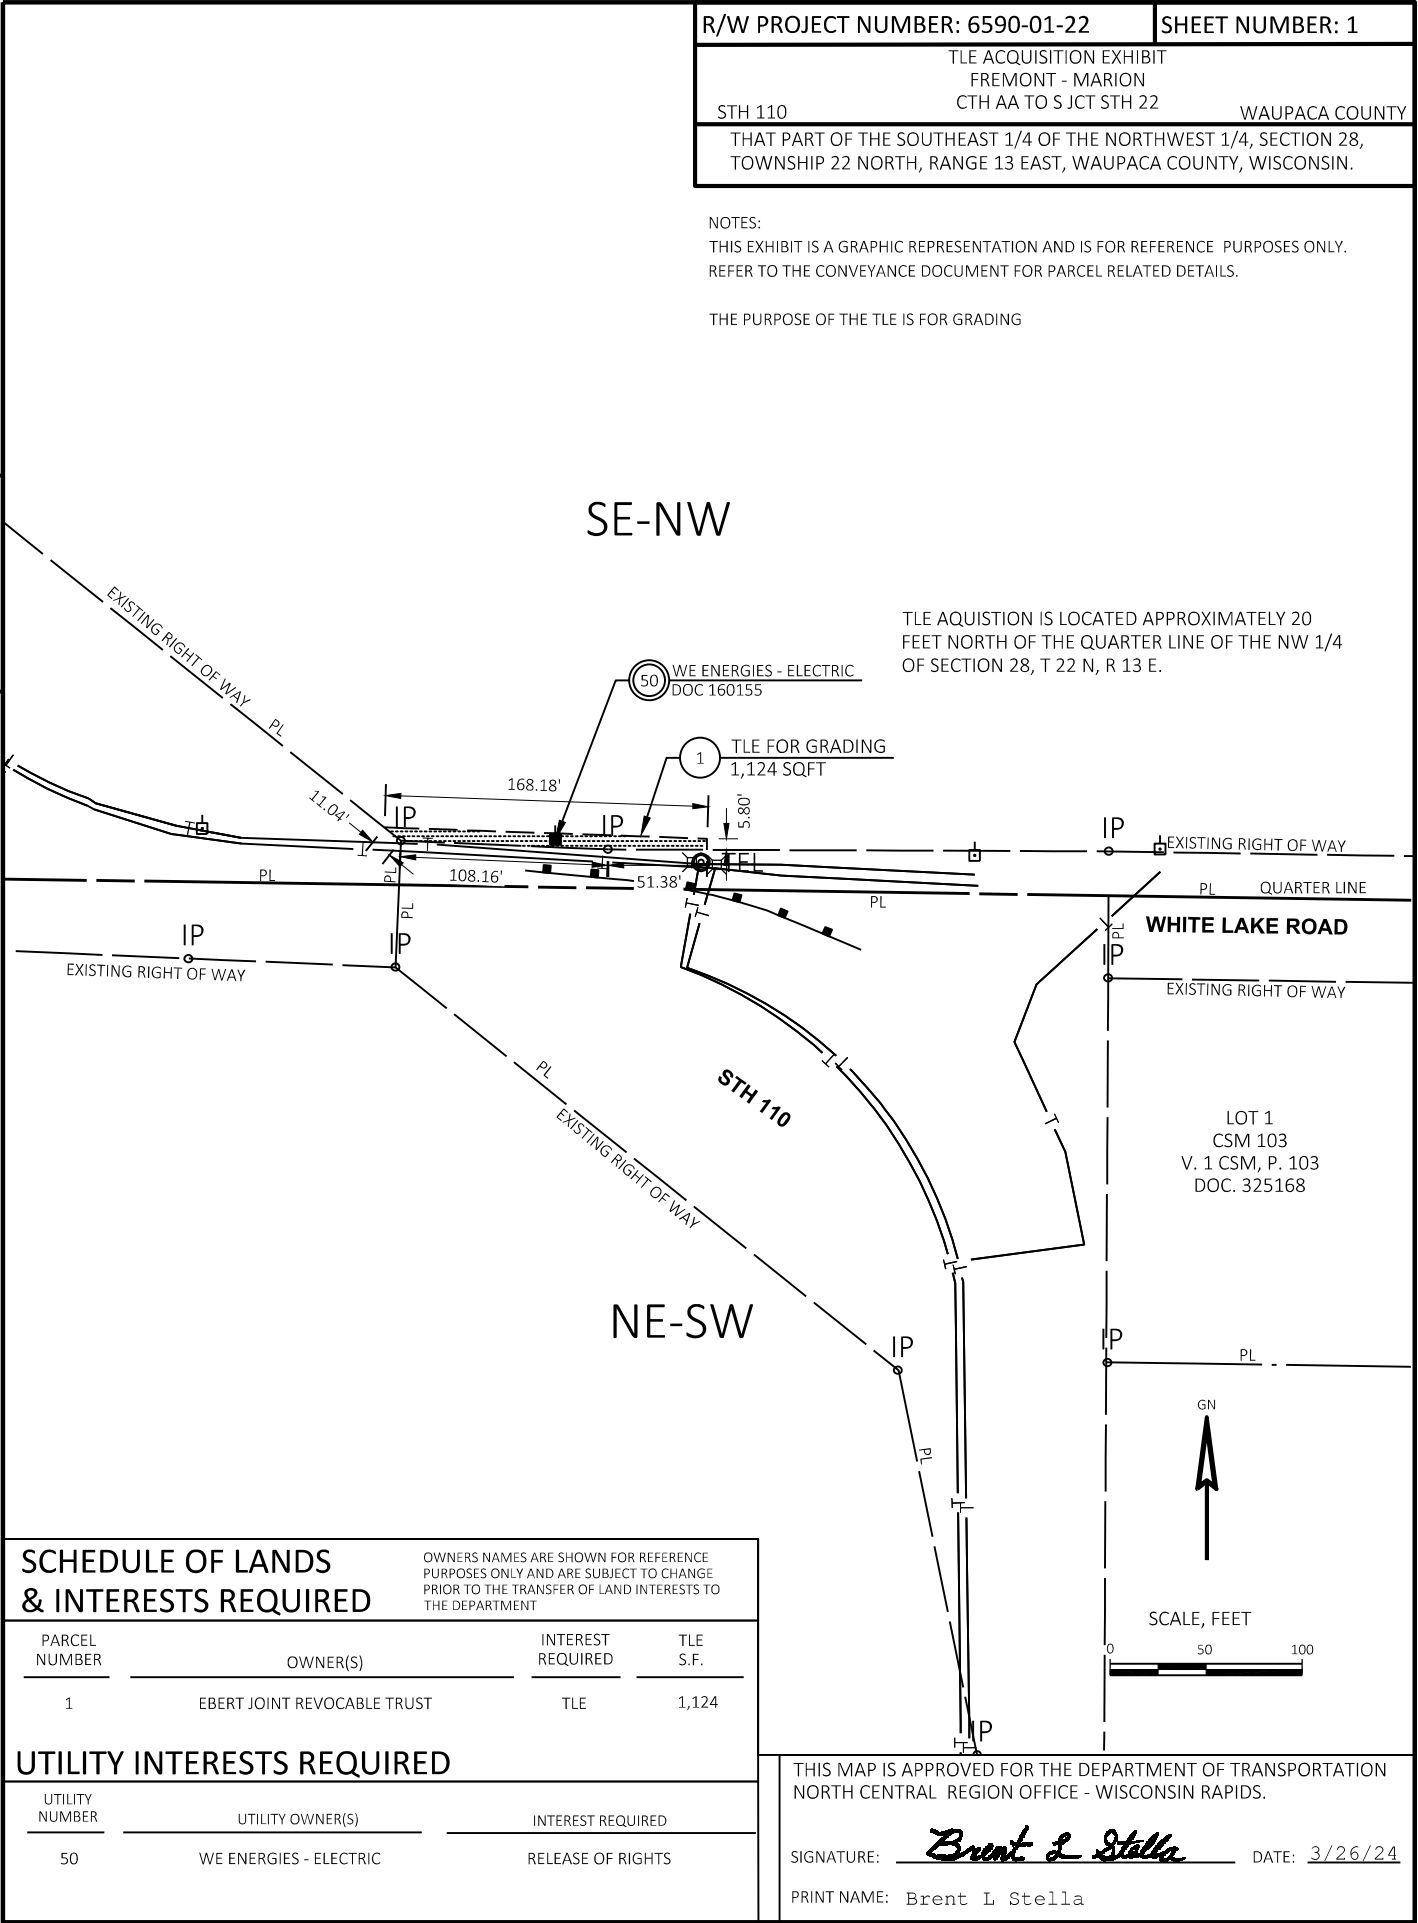 R/W PROJECT NUMBER: 6590-01-22
SHEET NUMBER: 1
TLE ACQUISITION EXHIBIT
FREMONT - MARION
CTH AA TO S JCT STH 22
STH 110
WAUPACA COUNTY
THAT PART OF THE SOUTHEAST 1/4 OF THE NORTHWEST 1/4, SECTION 28,
TOWNSHIP 22 NORTH, RANGE 13 EAST, WAUPACA COUNTY, WISCONSIN.
NOTES:
THIS EXHIBIT IS A GRAPHIC REPRESENTATION AND IS FOR REFERENCE PURPOSES ONLY.
REFER TO THE CONVEYANCE DOCUMENT FOR PARCEL RELATED DETAILS.
THE PURPOSE OF THE TLE IS FOR GRADING
SE-NW
TLE AQUISTION IS LOCATED APPROXIMATELY 20
FEET NORTH OF THE QUARTER LINE OF THE NW 1/4
OF SECTION 28, T 22 N, R 13 E.
EXISTING RIGHT OF WAY
PL
50
WE ENERGIES - ELECTRIC
DOC 160155
1
TLE FOR GRADING
1,124 SQFT
168.18'
5.80'
11.04'
IP
IP
IP
EXISTING RIGHT OF WAY
T
T
T
TEL
108.16'
51.38'
PL
PL
PL
PL
PL
QUARTER LINE
WHITE LAKE ROAD
PL
IP
IP
IP
EXISTING RIGHT OF WAY
EXISTING RIGHT OF WAY
T
T
T
T
PL
EXISTING RIGHT OF WAY
STH 110
T
LOT 1
CSM 103
V. 1 CSM, P. 103
DOC. 325168
T
T
NE-SW
IP
IP
PL
PL
GN
T
T
SCALE, FEET
0
50
100
IP
T
T
SCHEDULE OF LANDS
& INTERESTS REQUIRED
OWNERS NAMES ARE SHOWN FOR REFERENCE
PURPOSES ONLY AND ARE SUBJECT TO CHANGE
PRIOR TO THE TRANSFER OF LAND INTERESTS TO
THE DEPARTMENT
PARCEL
NUMBER
OWNER(S)
INTEREST
REQUIRED
TLE
S.F.
1
EBERT JOINT REVOCABLE TRUST
TLE
1,124
UTILITY INTERESTS REQUIRED
UTILITY
NUMBER
UTILITY OWNER(S)
INTEREST REQUIRED
50
WE ENERGIES - ELECTRIC
RELEASE OF RIGHTS
THIS MAP IS APPROVED FOR THE DEPARTMENT OF TRANSPORTATION
NORTH CENTRAL REGION OFFICE - WISCONSIN RAPIDS.
SIGNATURE: Brent L Stella
DATE: 3/26/24
PRINT NAME: Brent L Stella